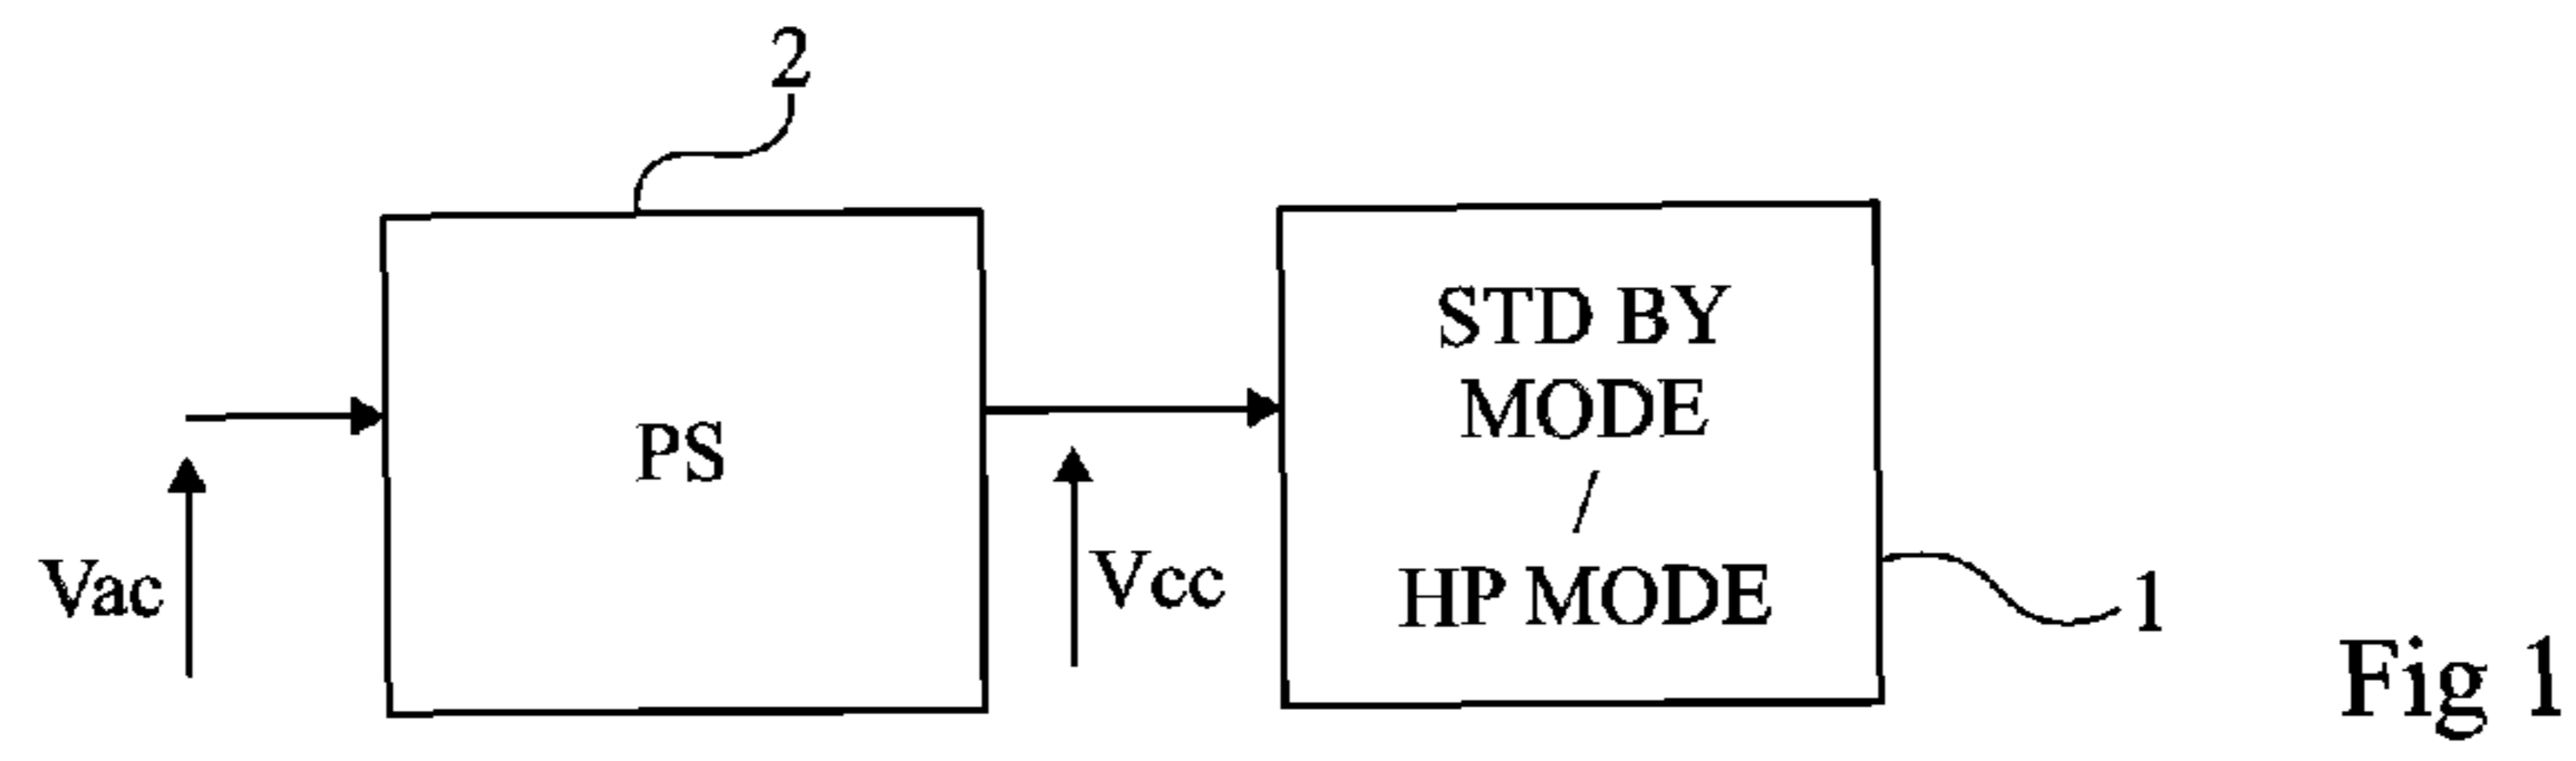 2
PS
Vac
Vcc
STD BY
MODE
/
HP MODE
1
Fig 1